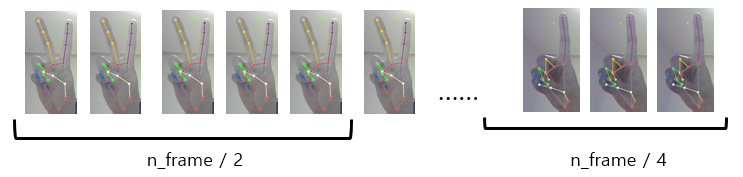 ......
n_frame / 2
n_frame / 4